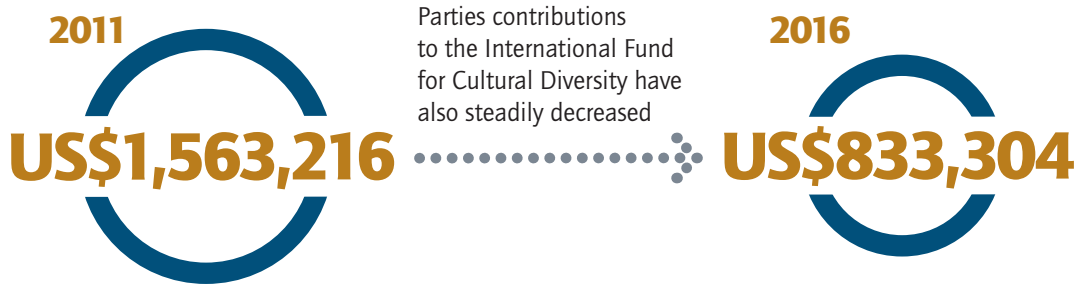 2011
US$1,563,216
Parties contributions
to the International Fund
for Cultural Diversity have
also steadily decreased
2016
US$833,304